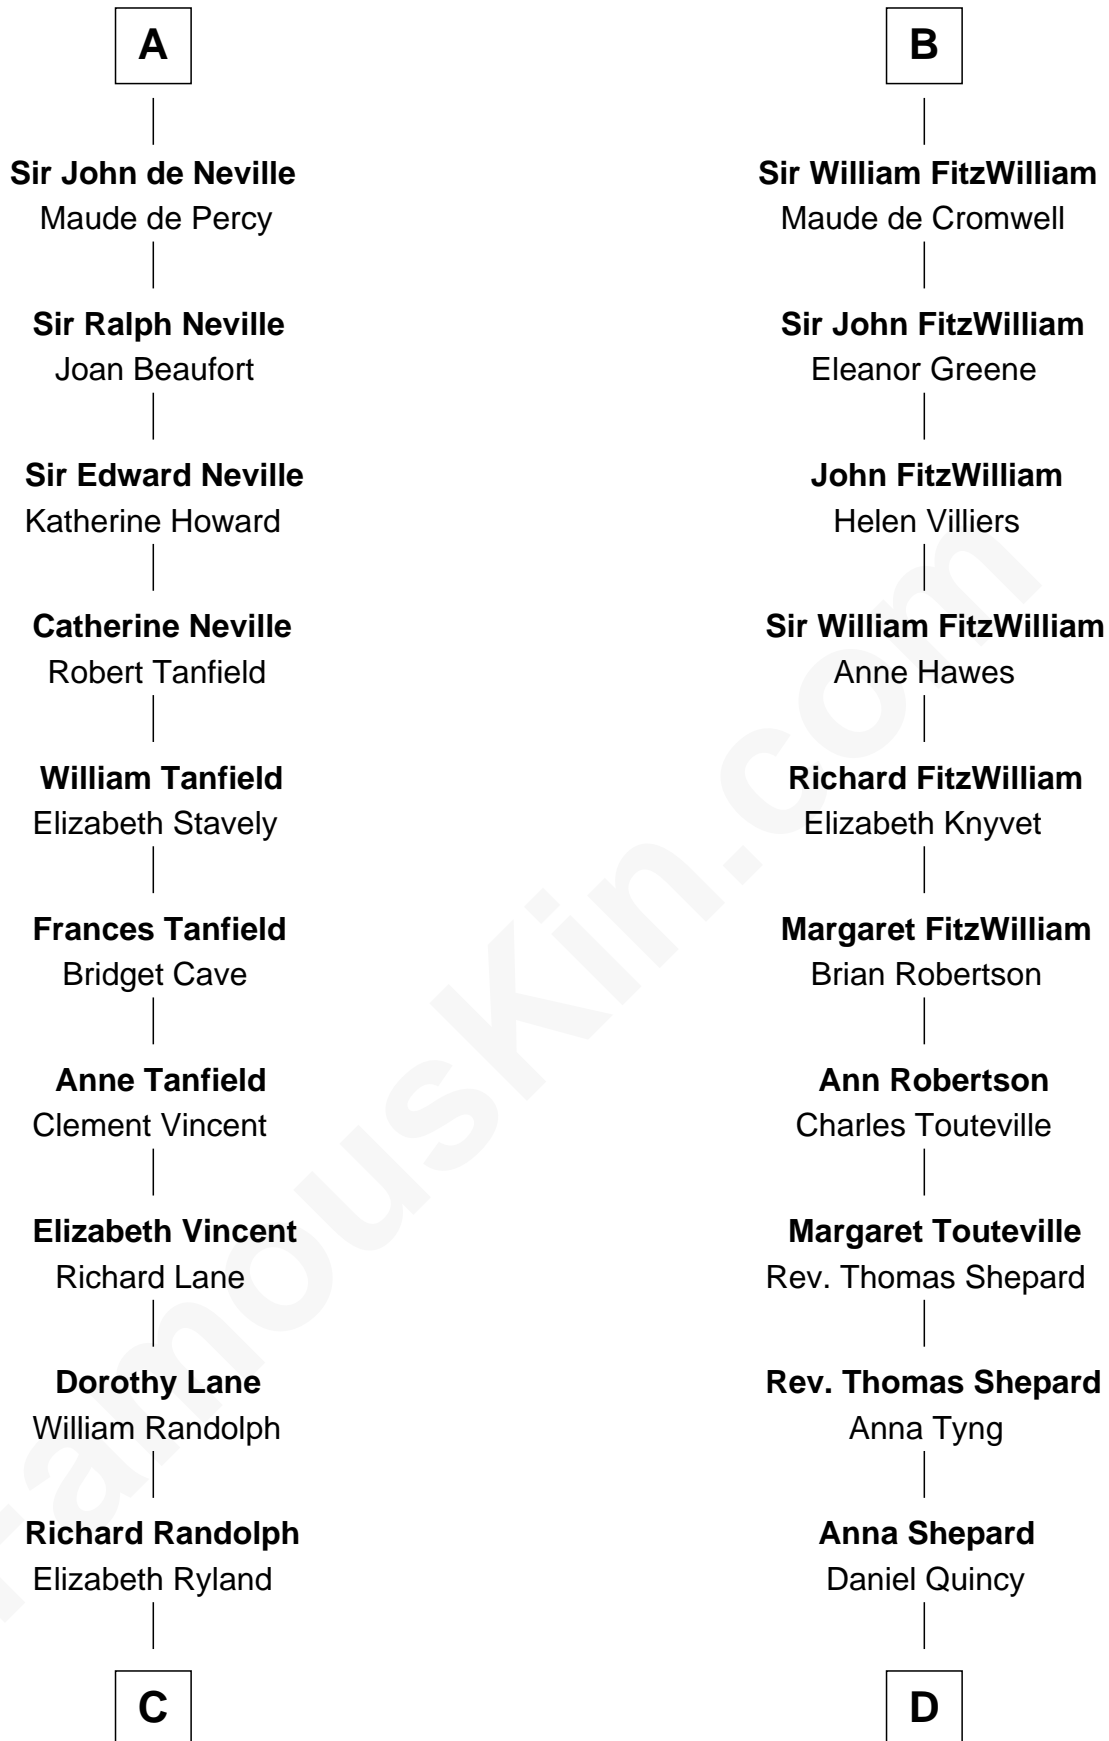 A
Sir John de Neville
Maude de Percy
Sir Ralph Neville
Joan Beaufort
Sir Edward Neville
Katherine Howard
Catherine Neville
Robert Tanfield
William Tanfield
Elizabeth Stavely
Frances Tanfield
Bridget Cave
Anne Tanfield
Clement Vincent
Elizabeth Vincent
Richard Lane
Dorothy Lane
William Randolph
Richard Randolph
Elizabeth Ryland
C
B
Sir William FitzWilliam
Maude de Cromwell
Sir John FitzWilliam
Eleanor Greene
John FitzWilliam
Helen Villiers
Sir William FitzWilliam
Anne Hawes
Richard FitzWilliam
Elizabeth Knyvet
Margaret FitzWilliam
Brian Robertson
Ann Robertson
Charles Touteville
Margaret Touteville
Rev. Thomas Shepard
Rev. Thomas Shepard
Anna Tyng
Anna Shepard
Daniel Quincy
D
FamousKin.com